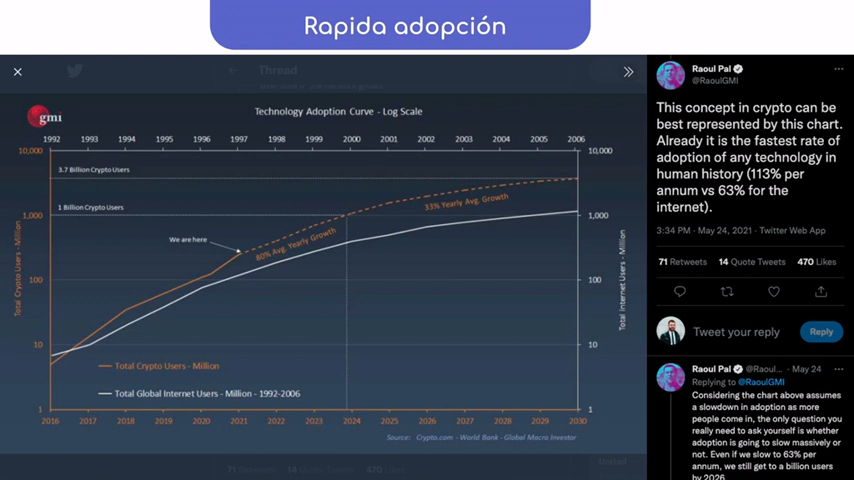 Rapida adopción
Thread
gmi
Technology Adoption Curve - Log Scale
1992 1993 1994 1995 1995 1997 1998 1999 2000 2001 2002 2003 2004 2005 2006
10,000 10,000
3.7 Billion Crypto Users
1 Billion Crypto Users
1,000 1,000
33% Yearly Avg. Growth
We are here
80% Avg. Yearly Growth
100 100
10 10
1 1
Total Crypto Users - Million
Total Internet Users - Million
Total Crypto Users - Million
Total Global Internet Users - Million - 1992-2006
2016 2017 2018 2019 2020 2021 2022 2023 2024 2025 2026 2027 2028 2029 2030
Source: Crypto.com - World Bank - Global Macro Investor
71 Retweets 14 Quote Tweets 470 Likes
Raoul Pal
@RaoulGMI
This concept in crypto can be
best represented by this chart.
Already it is the fastest rate of
adoption of any technology in
human history (113% per
annum vs 63% for the
internet).
3:34 PM · May 24, 2021 · Twitter Web App
71 Retweets 14 Quote Tweets 470 Likes
Tweet your reply
Reply
Raoul Pal @Raoul... · May 24
Replying to @RaoulGMI
Considering the chart above assumes
a slowdown in adoption as more
people come in, the only question you
really need to ask yourself is whether
adoption is going to slow massively or
not. Even if we slow to 63% per
annum, we still get to a billion users
by 2026